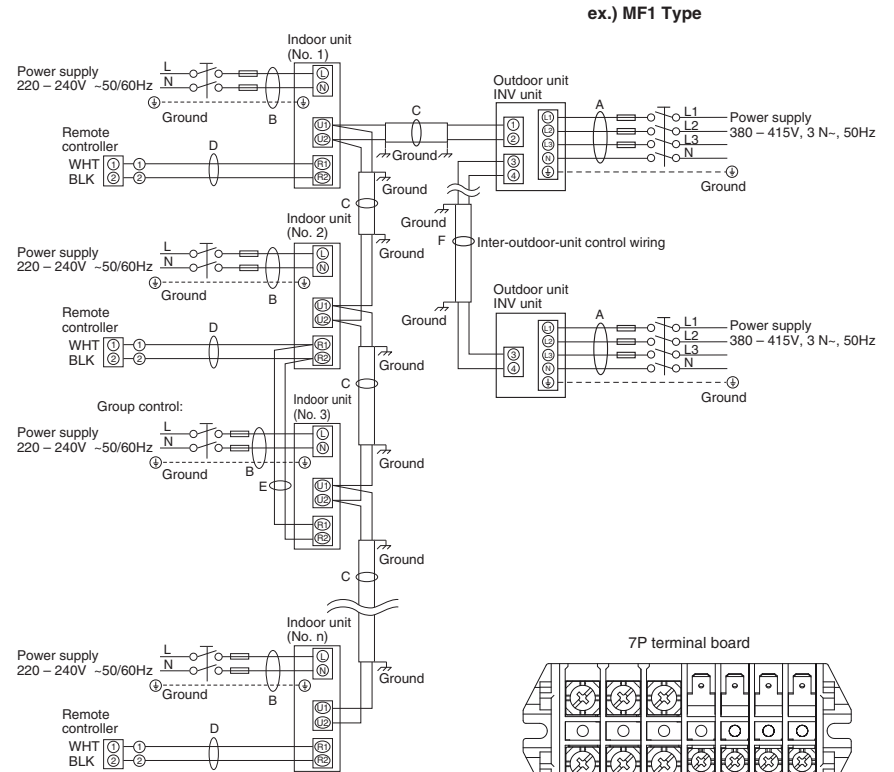 ex.) MF1 Type
Indoor unit
(No. 1)
Power supply
220 – 240V ~50/60Hz
L
N
Ground
B
L
N
U1
U2
R1
R2
Remote
controller
WHT 1 1
BLK 2 2
D
C
Ground
Outdoor unit
INV unit
1
2
3
4
L1
L2
L3
N
A
L1
L2
L3
N
Power supply
380 – 415V, 3 N~, 50Hz
Ground
Ground
C
Ground
Ground
F
Inter-outdoor-unit control wiring
Ground
Indoor unit
(No. 2)
Power supply
220 – 240V ~50/60Hz
L
N
Ground
B
L
N
U1
U2
R1
R2
Remote
controller
WHT 1 1
BLK 2 2
D
Ground
C
Ground
Outdoor unit
INV unit
3
4
L1
L2
L3
N
A
L1
L2
L3
N
Power supply
380 – 415V, 3 N~, 50Hz
Ground
Group control:
Indoor unit
(No. 3)
Power supply
220 – 240V ~50/60Hz
L
N
Ground
B
E
L
N
U1
U2
R1
R2
Ground
C
Indoor unit
(No. n)
Power supply
220 – 240V ~50/60Hz
L
N
Ground
B
L
N
U1
U2
R1
R2
Ground
Remote
controller
WHT 1 1
BLK 2 2
D
7P terminal board